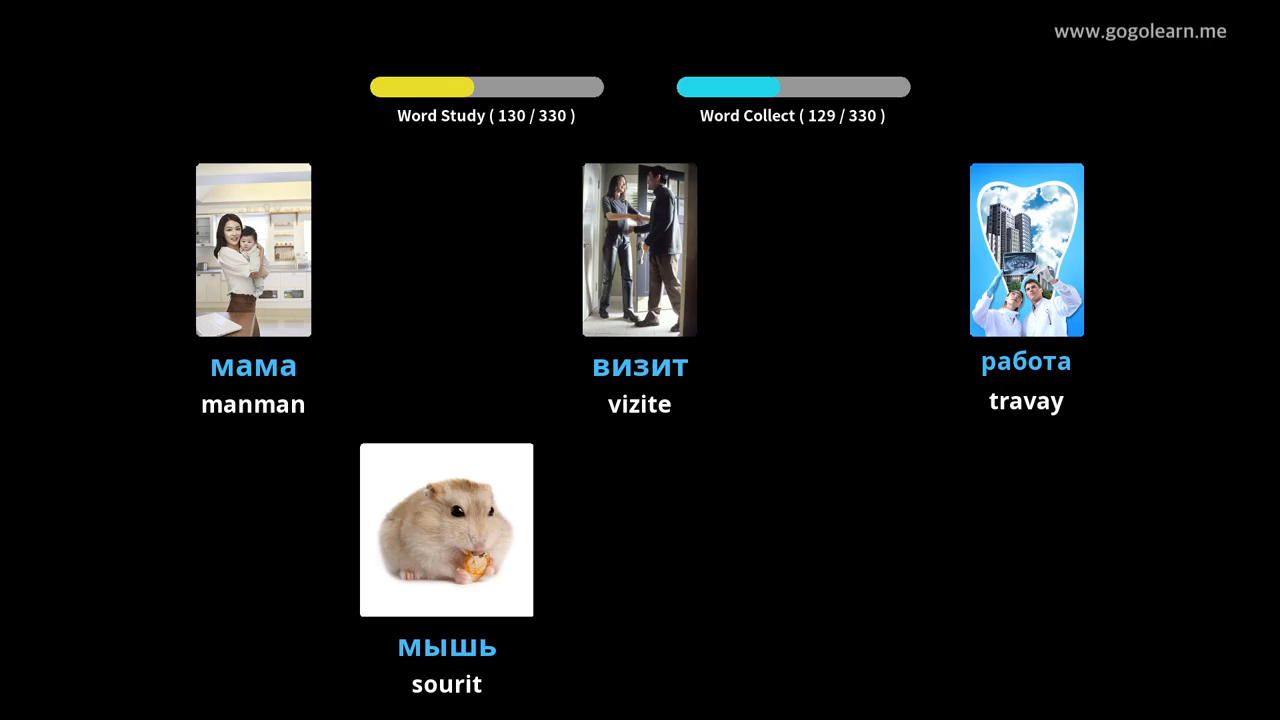 www.gogolearn.me
Word Study ( 130 / 330 )
Word Collect ( 129 / 330 )
мама
manman
визит
vizite
работа
travay
мышь
sourit